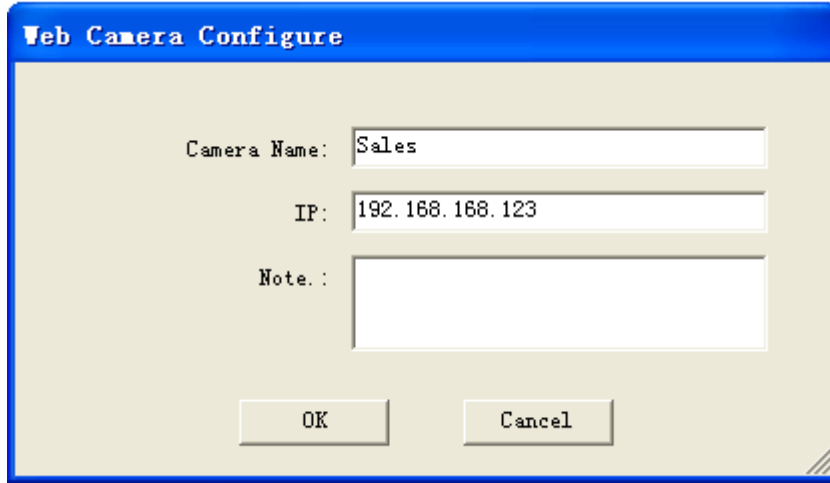 Web Camera Configure
Camera Name: Sales
IP: 192.168.168.123
Note.:
OK Cancel